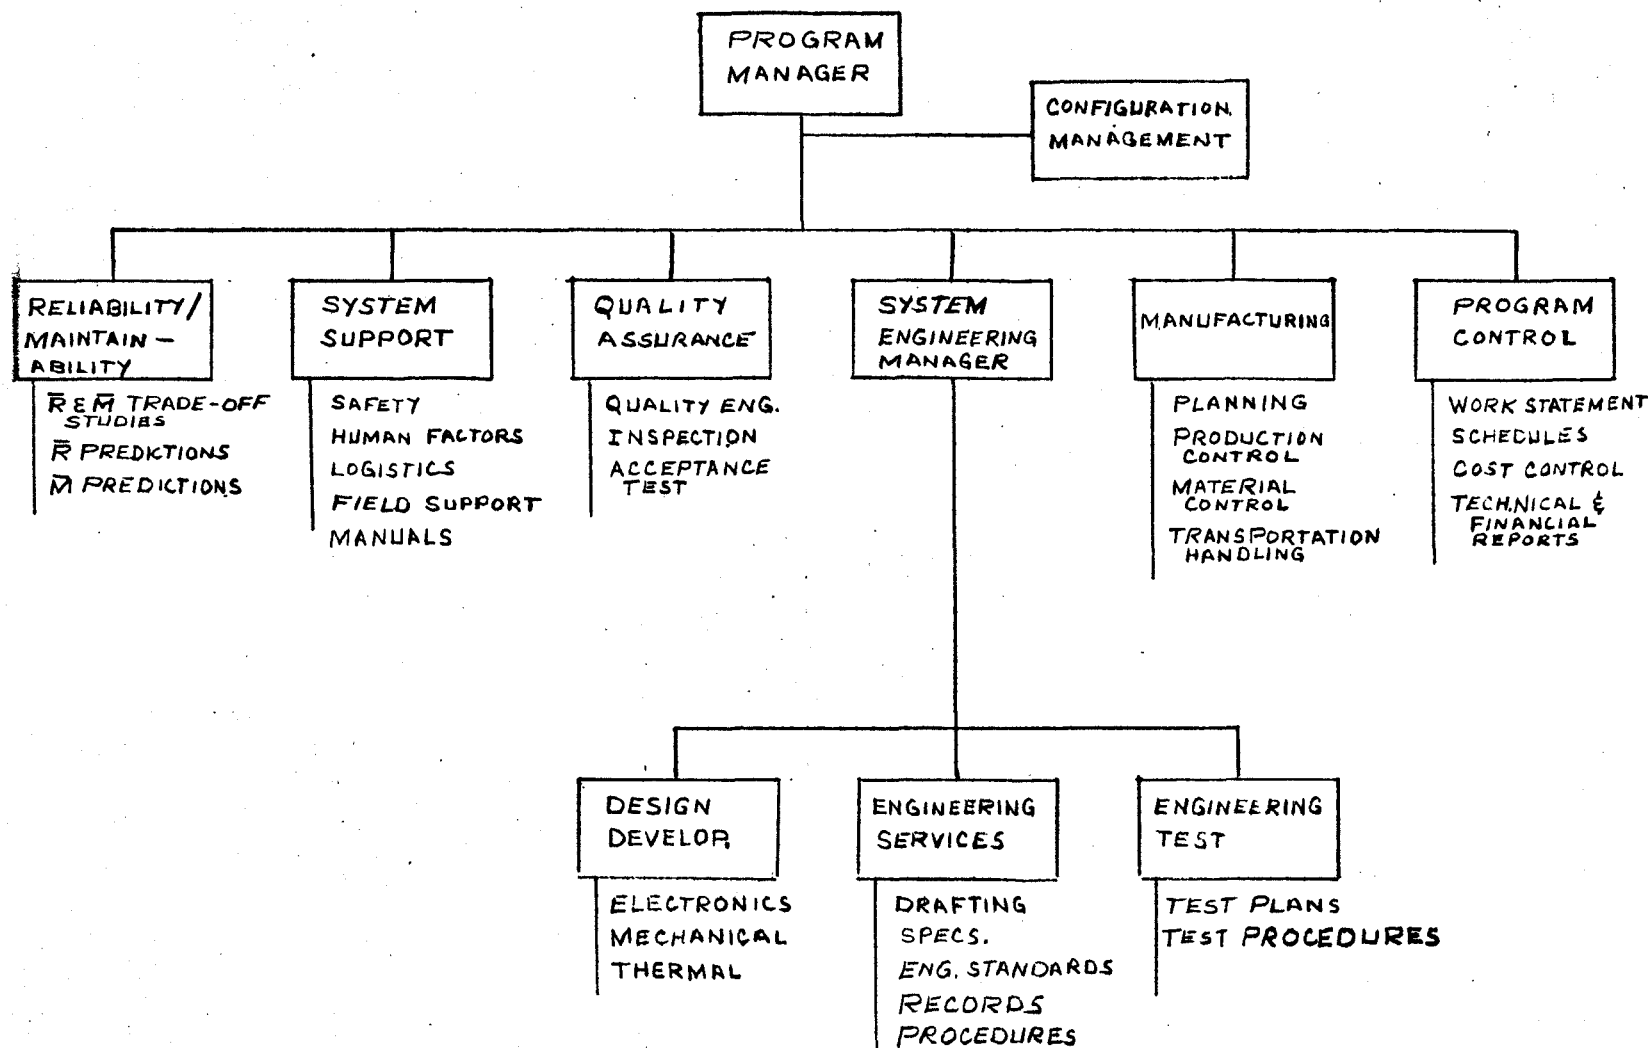 PROGRAM
MANAGER
CONFIGURATION
MANAGEMENT
RELIABILITY/
MAINTAIN-
ABILITY
R̄ & M̄ TRADE-OFF
STUDIES
R̄ PREDICTIONS
M̄ PREDICTIONS
SYSTEM
SUPPORT
SAFETY
HUMAN FACTORS
LOGISTICS
FIELD SUPPORT
MANUALS
QUALITY
ASSURANCE
QUALITY ENG.
INSPECTION
ACCEPTANCE
TEST
SYSTEM
ENGINEERING
MANAGER
MANUFACTURING
PLANNING
PRODUCTION
CONTROL
MATERIAL
CONTROL
TRANSPORTATION
HANDLING
PROGRAM
CONTROL
WORK STATEMENT
SCHEDULES
COST CONTROL
TECHNICAL &
FINANCIAL
REPORTS
DESIGN
DEVELOP.
ELECTRONICS
MECHANICAL
THERMAL
ENGINEERING
SERVICES
DRAFTING
SPECS.
ENG. STANDARDS
RECORDS
PROCEDURES
ENGINEERING
TEST
TEST PLANS
TEST PROCEDURES